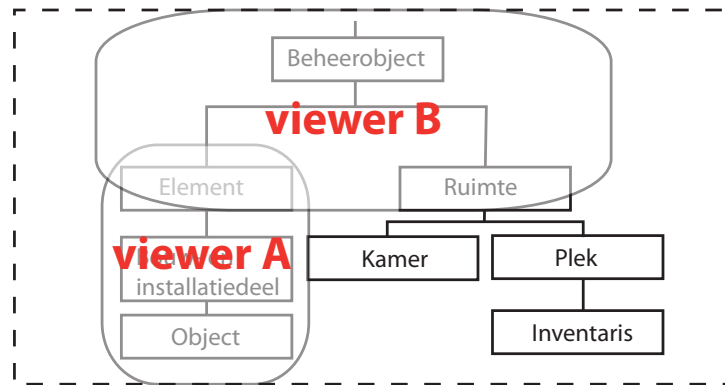 Beheerobject
viewer B
Element
Ruimte
viewer A
Kamer
Plek
installatiedeel
Object
Inventaris